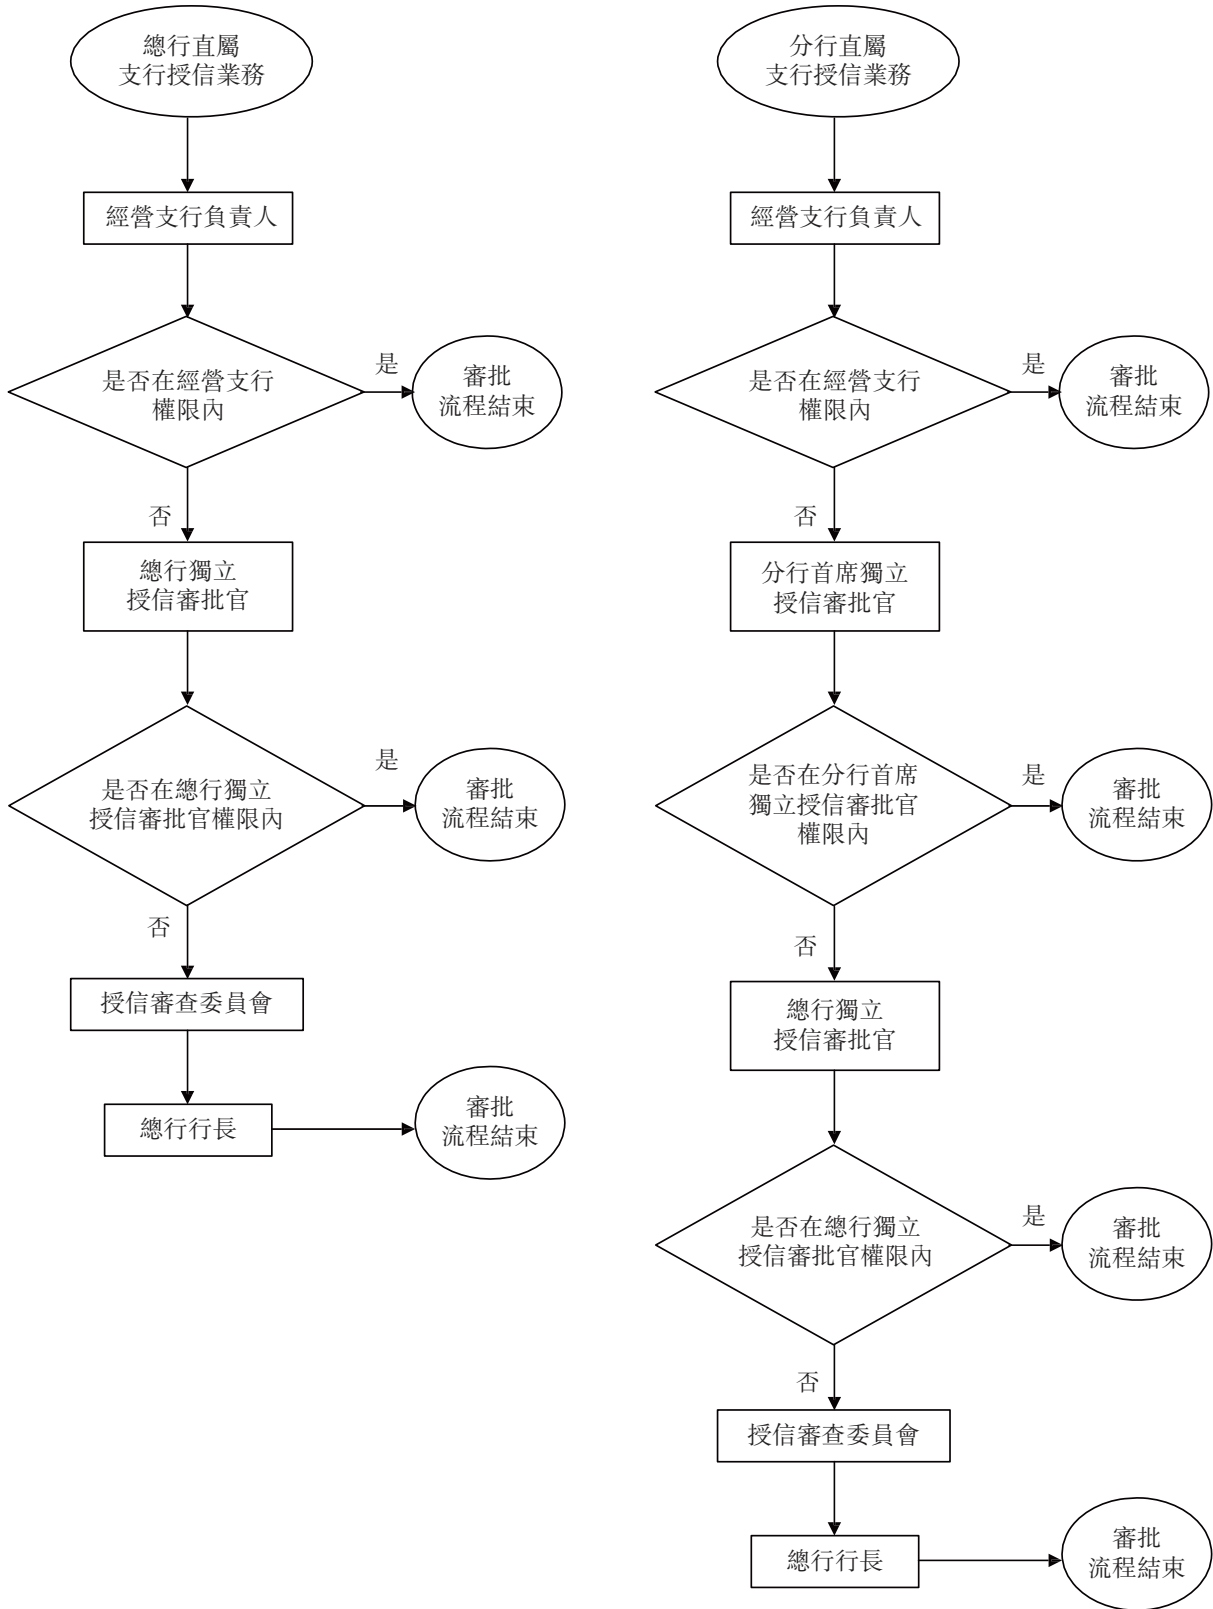 總行直屬
支行授信業務
經營支行負責人
是否在經營支行
權限內
是
審批
流程結束
否
總行獨立
授信審批官
是否在總行獨立
授信審批官權限內
是
審批
流程結束
否
授信審查委員會
總行行長
審批
流程結束
分行直屬
支行授信業務
經營支行負責人
是否在經營支行
權限內
是
審批
流程結束
否
分行首席獨立
授信審批官
是否在分行首席
獨立授信審批官
權限內
是
審批
流程結束
否
總行獨立
授信審批官
是否在總行獨立
授信審批官權限內
是
審批
流程結束
否
授信審查委員會
總行行長
審批
流程結束